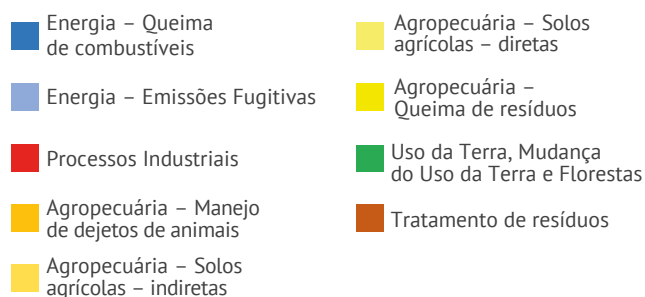 Energia – Queima
de combustíveis
Energia – Emissões Fugitivas
Processos Industriais
Agropecuária – Manejo
de dejetos de animais
Agropecuária – Solos
agrícolas – indiretas
Agropecuária – Solos
agrícolas – diretas
Agropecuária –
Queima de resíduos
Uso da Terra, Mudança
do Uso da Terra e Florestas
Tratamento de resíduos